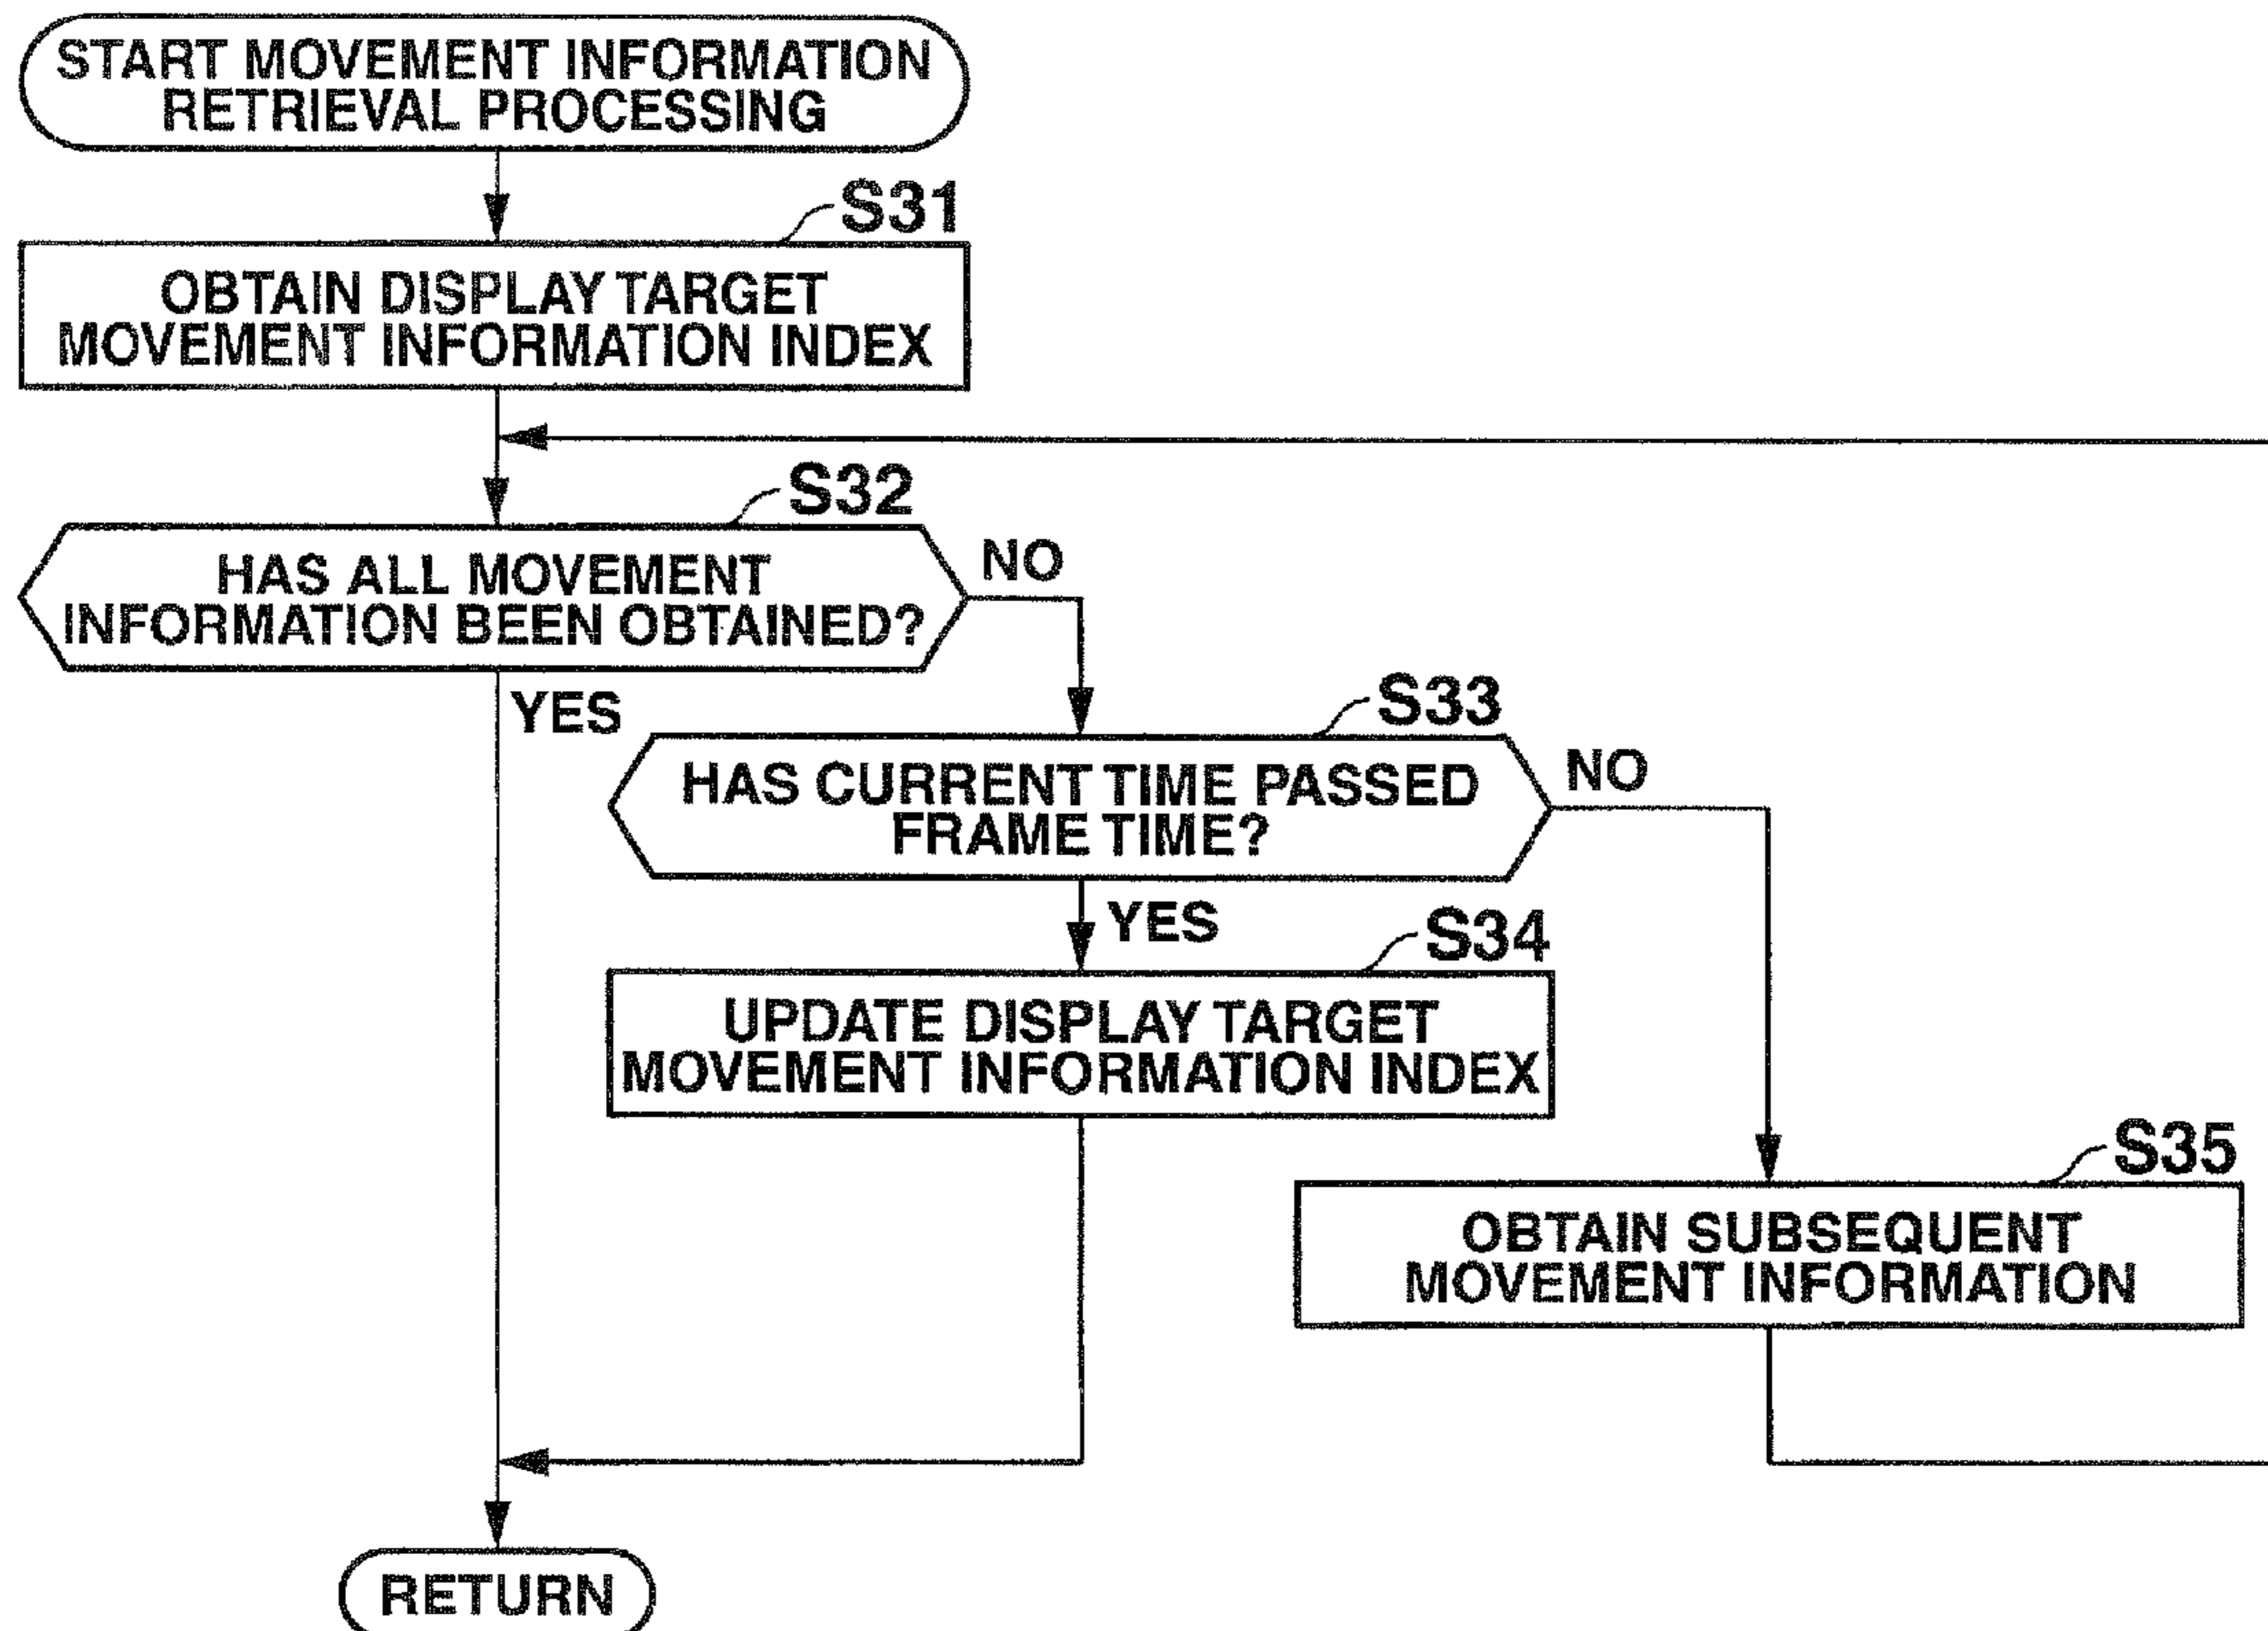 START MOVEMENT INFORMATION
RETRIEVAL PROCESSING
S31
OBTAIN DISPLAY TARGET
MOVEMENT INFORMATION INDEX
S32
HAS ALL MOVEMENT
INFORMATION BEEN OBTAINED?
NO
YES
S33
HAS CURRENT TIME PASSED
FRAME TIME?
NO
YES
S34
UPDATE DISPLAY TARGET
MOVEMENT INFORMATION INDEX
S35
OBTAIN SUBSEQUENT
MOVEMENT INFORMATION
RETURN